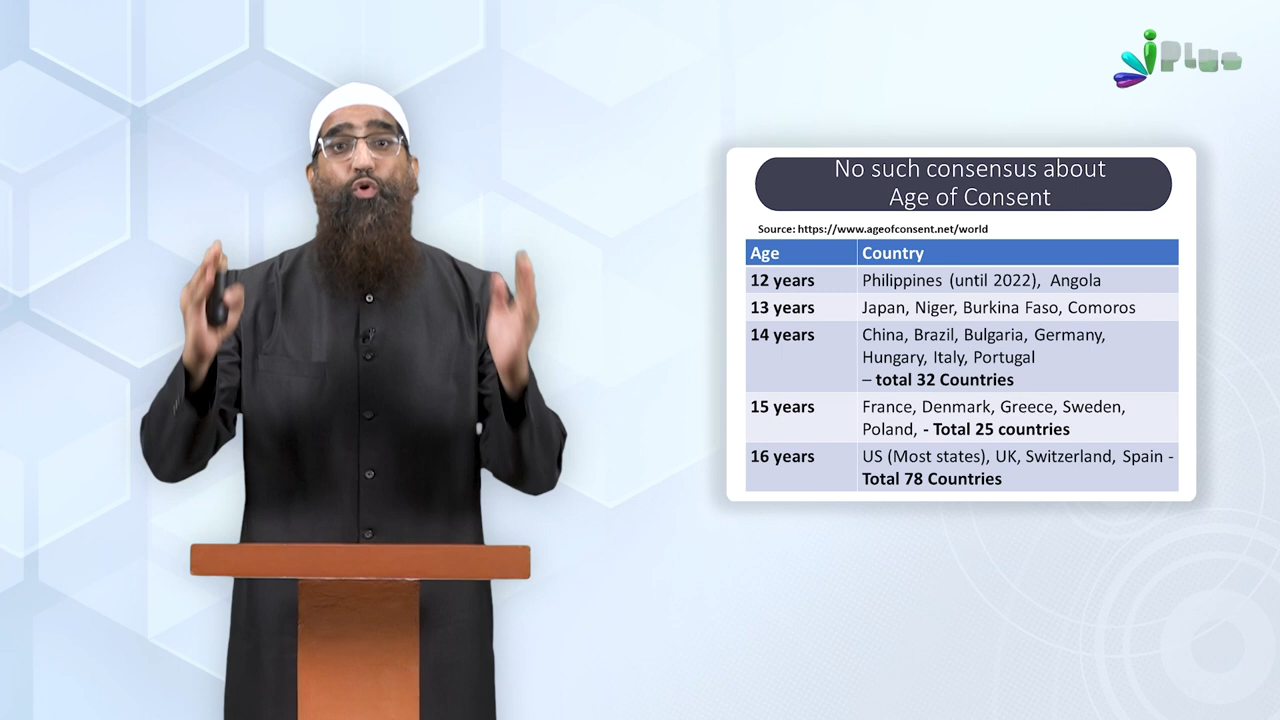 iPlus
No such consensus about
Age of Consent
Source: https://www.ageofconsent.net/world
Age Country
12 years Philippines (until 2022), Angola
13 years Japan, Niger, Burkina Faso, Comoros
14 years China, Brazil, Bulgaria, Germany,
Hungary, Italy, Portugal
– total 32 Countries
15 years France, Denmark, Greece, Sweden,
Poland, - Total 25 countries
16 years US (Most states), UK, Switzerland, Spain -
Total 78 Countries